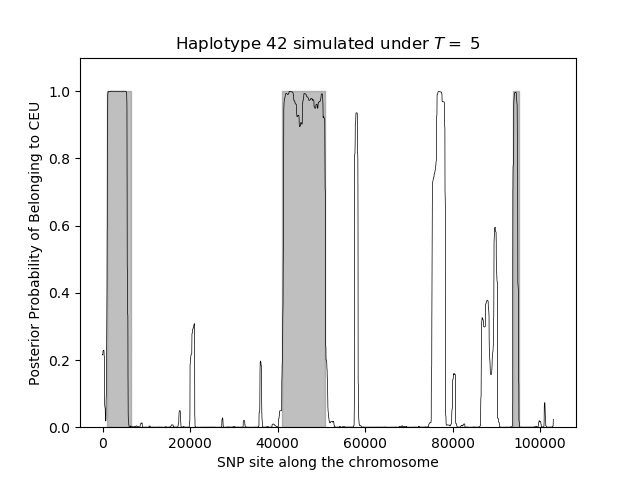 Haplotype 42 simulated under T = 5
Posterior Probability of Belonging to CEU
1.0
0.8
0.6
0.4
0.2
0.0
0 20000 40000 60000 80000 100000
SNP site along the chromosome